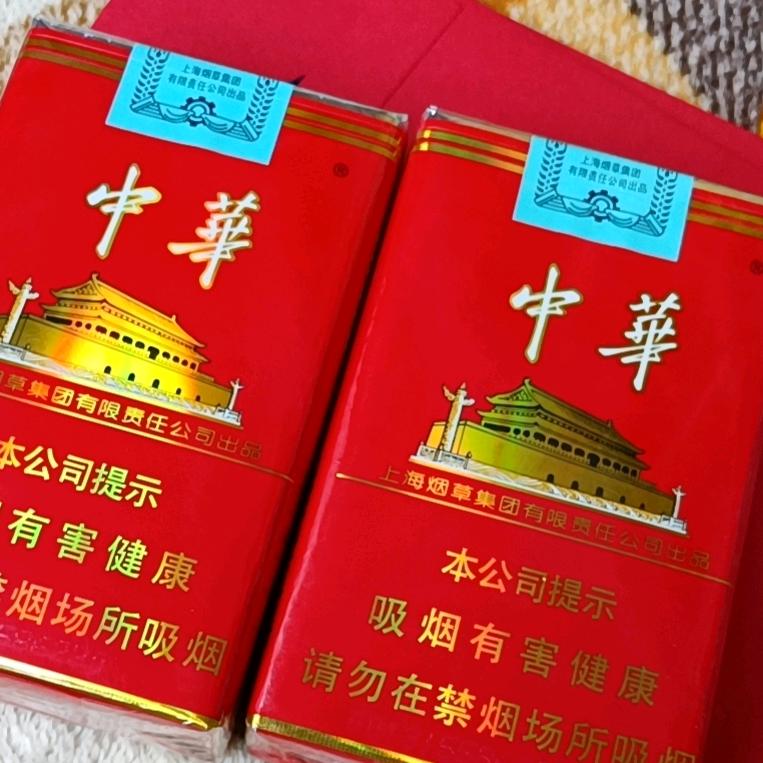 上海烟草集团
有限责任公司出品
®
中華
草集团有限责任公司出品
本公司提示
有害健康
禁烟场所吸烟
上海烟草集团
有限责任公司出品
®
中華
上海烟草集团有限责任公司出品
本公司提示
吸烟有害健康
请勿在禁烟场所吸烟